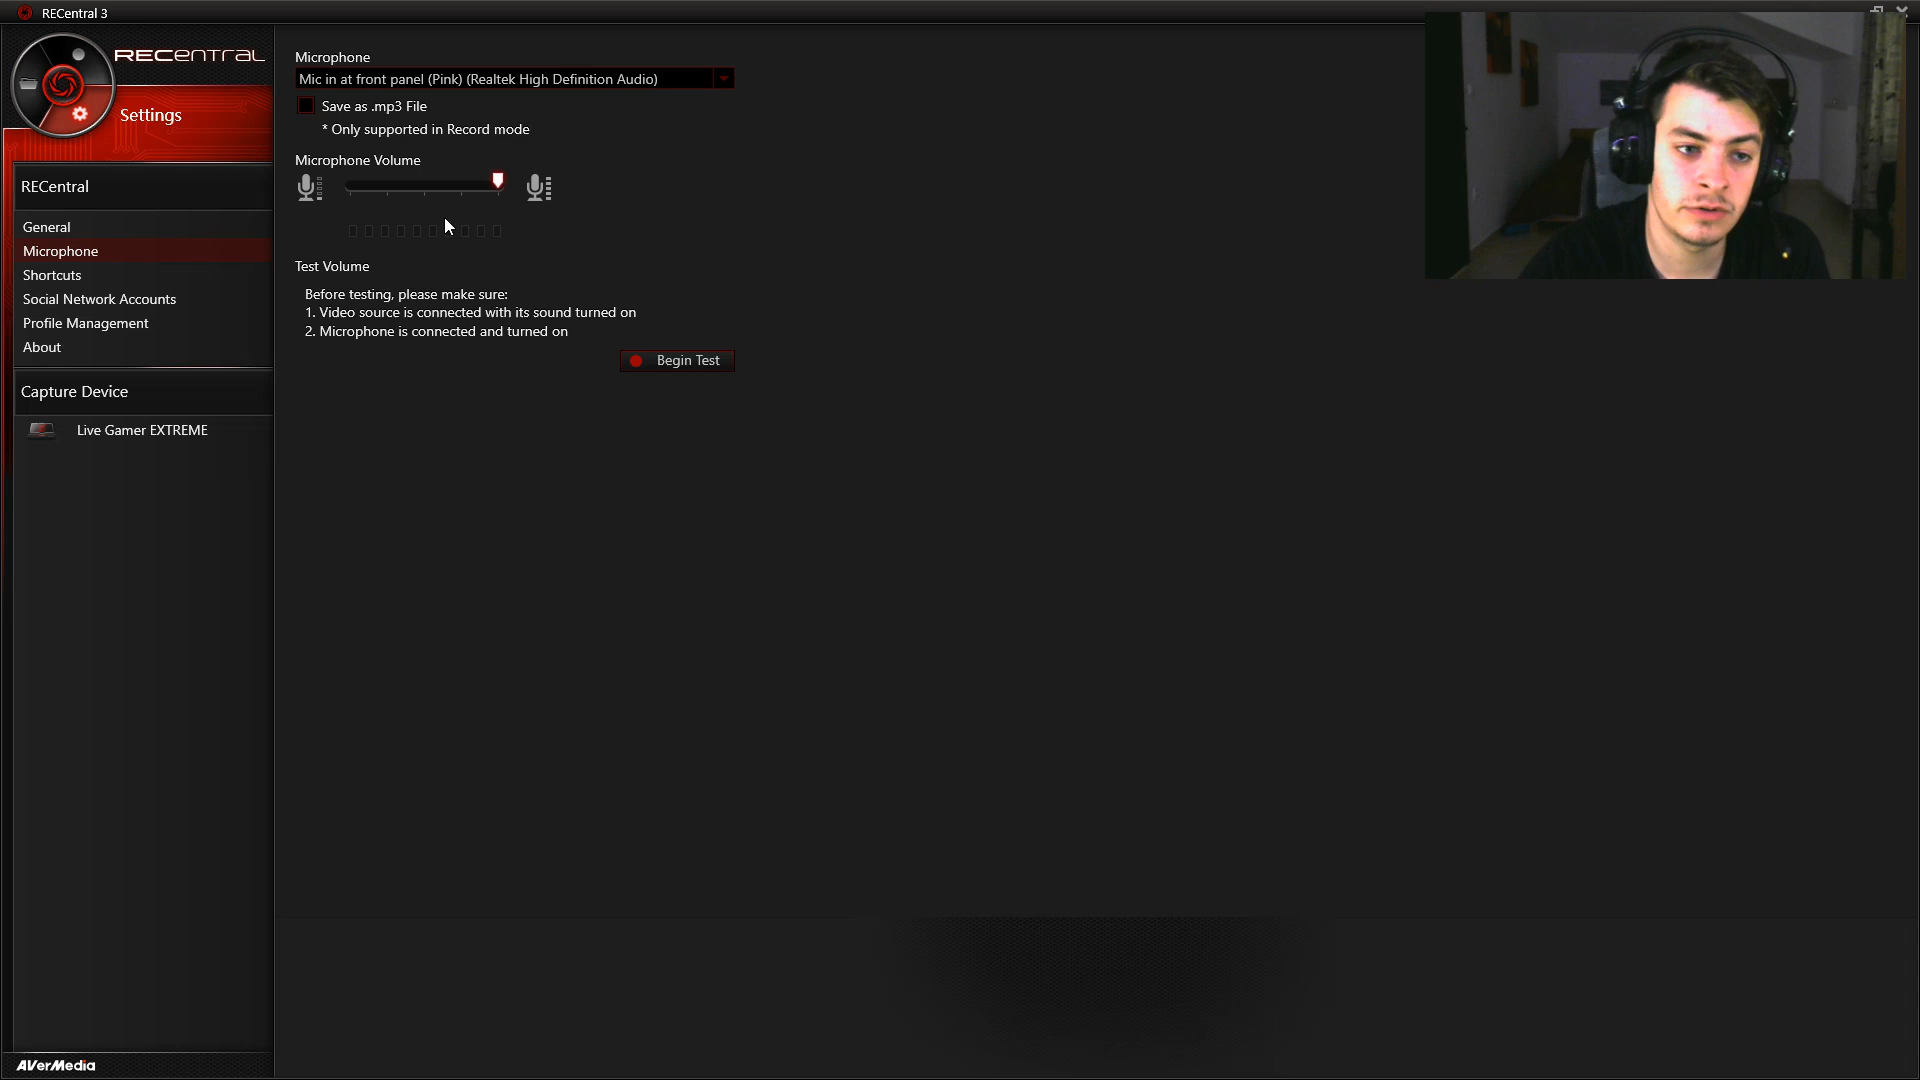 RECentral 3
RECentral
Settings
RECentral
General
Microphone
Shortcuts
Social Network Accounts
Profile Management
About
Capture Device
Live Gamer EXTREME
AVerMedia
Microphone
Mic in at front panel (Pink) (Realtek High Definition Audio)
Save as .mp3 File
* Only supported in Record mode
Microphone Volume
Test Volume
Before testing, please make sure:
1. Video source is connected with its sound turned on
2. Microphone is connected and turned on
Begin Test